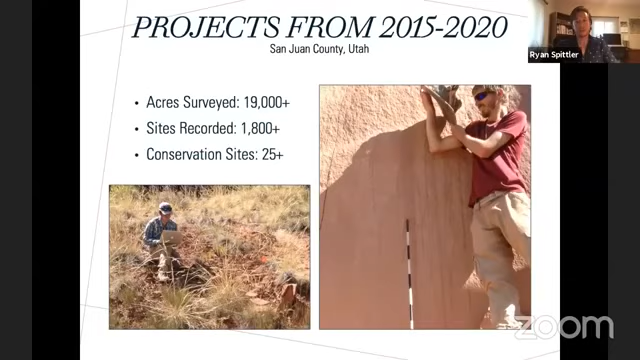 PROJECTS FROM 2015-2020
San Juan County, Utah
Ryan Spittler
• Acres Surveyed: 19,000+
• Sites Recorded: 1,800+
• Conservation Sites: 25+
zoom